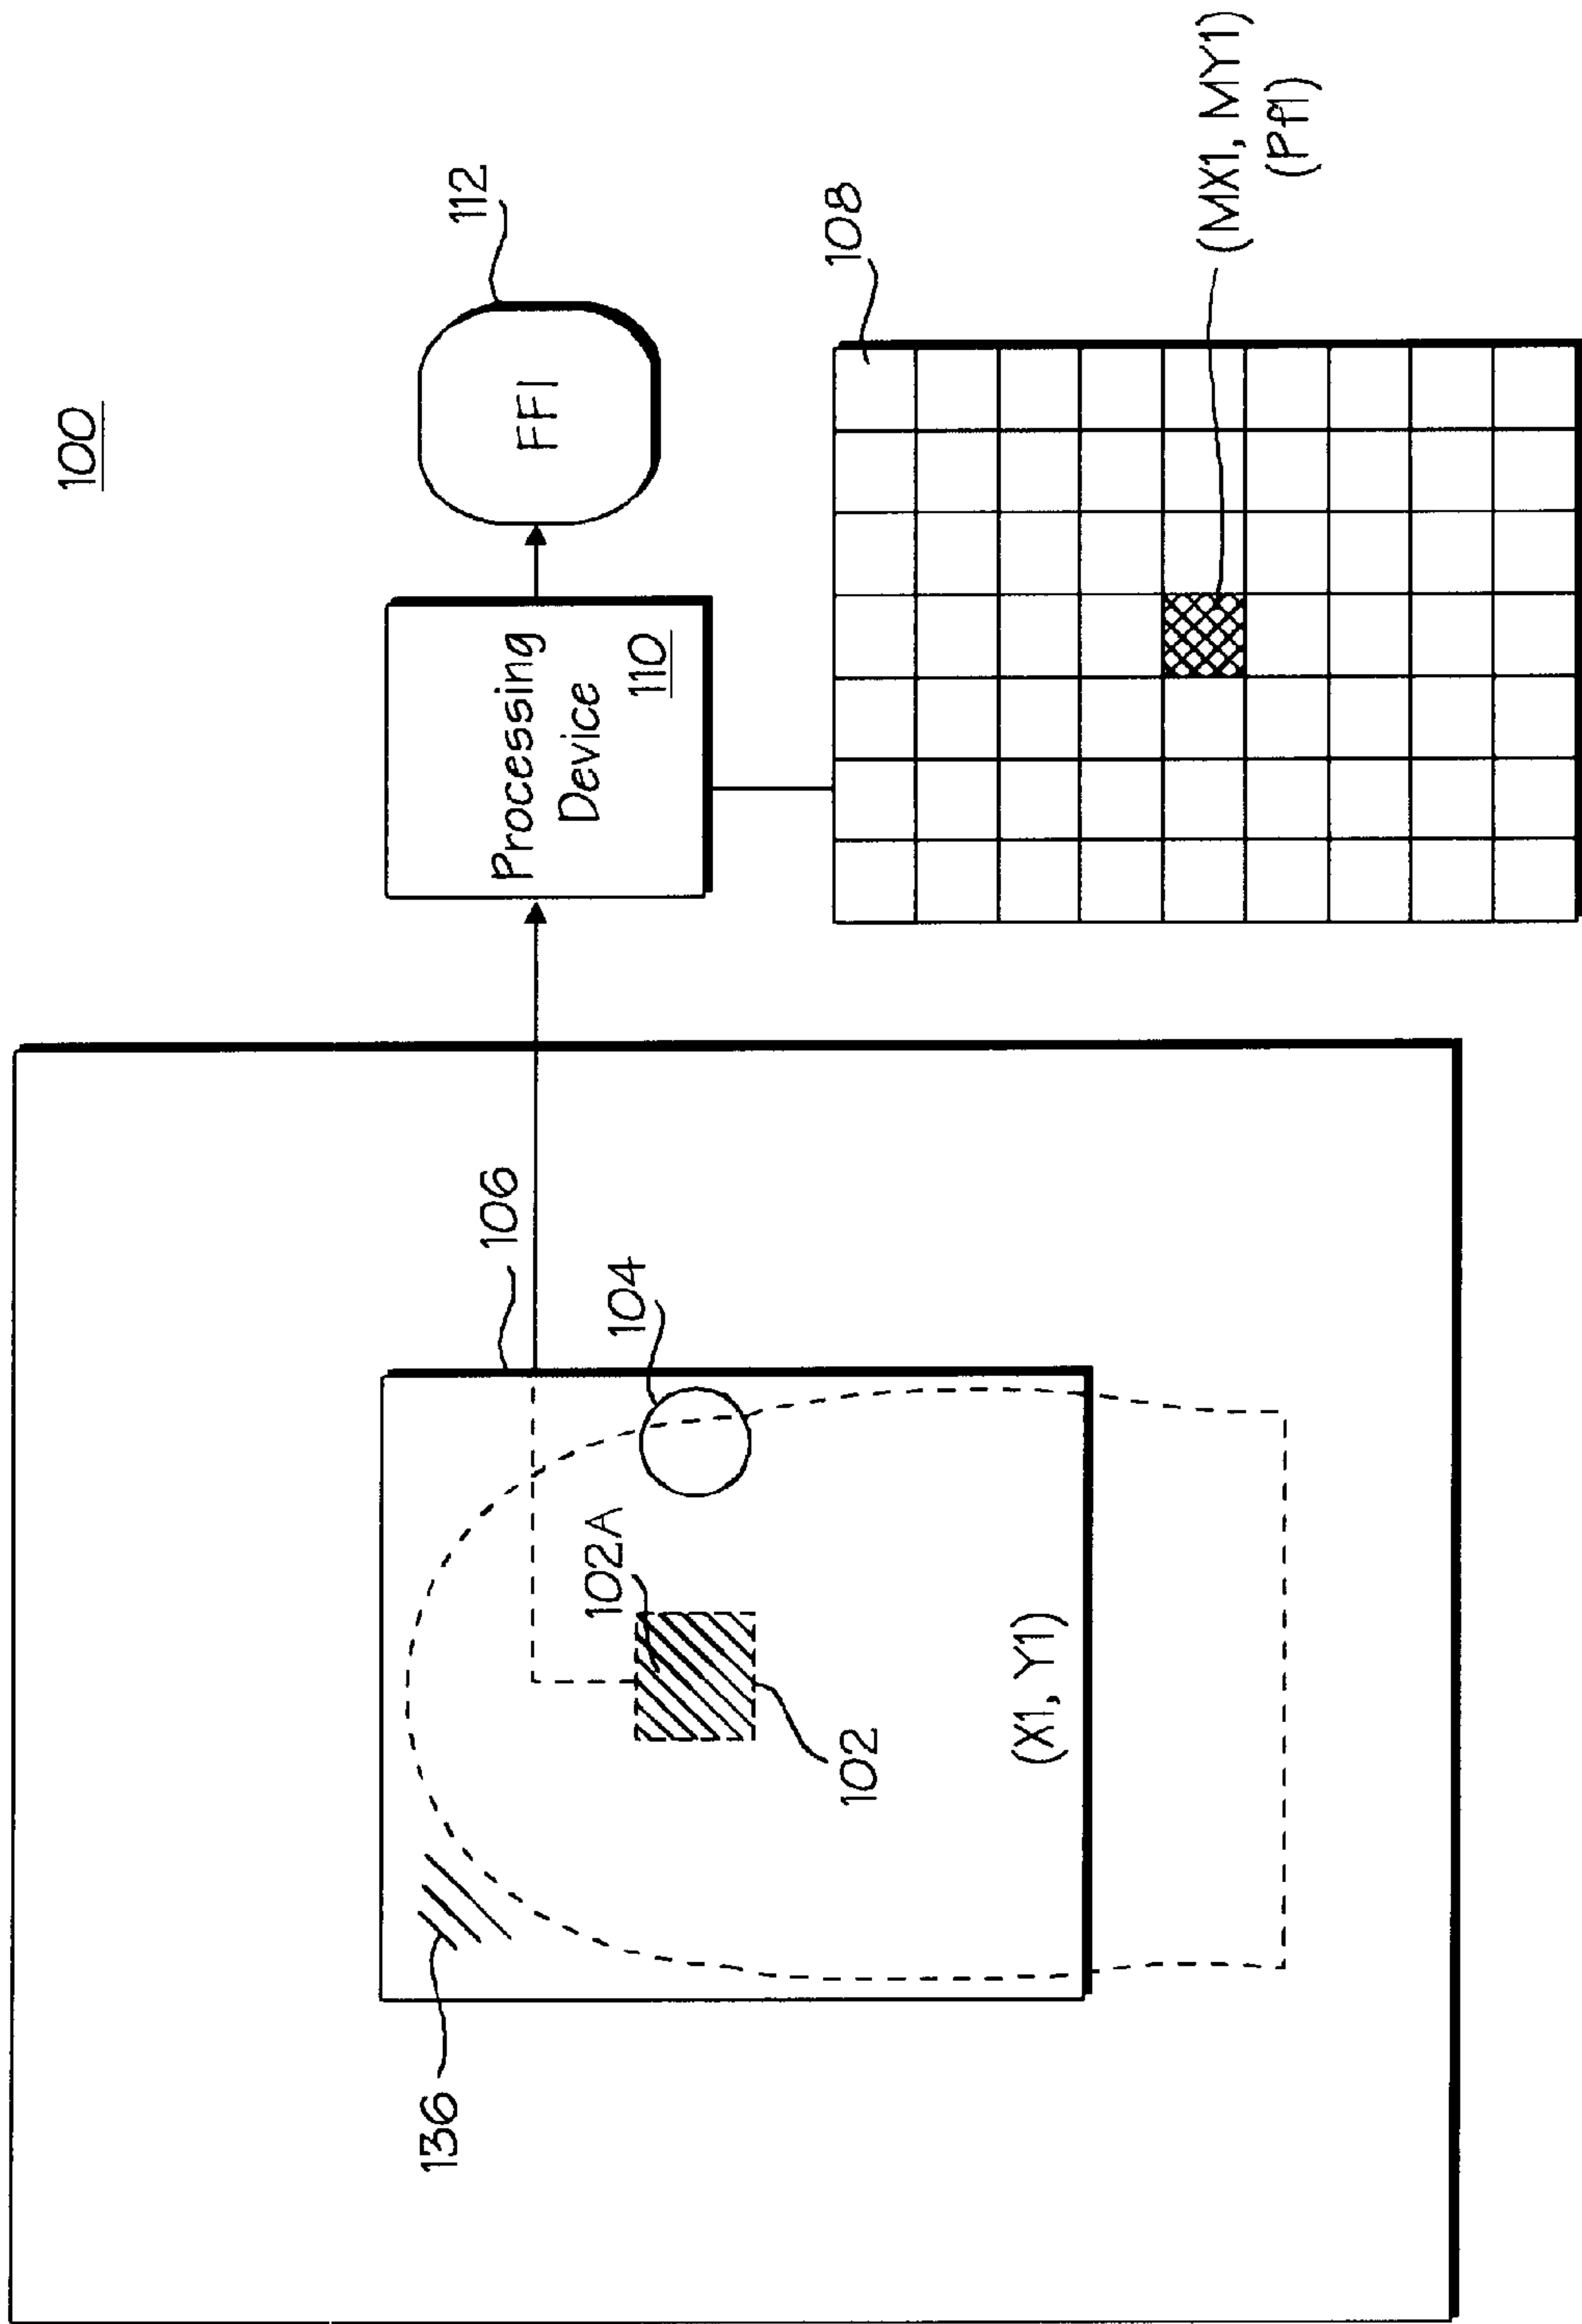 100
136
106
104
102A
102
(X1, Y1)
Processing
Device
110
FFI
112
108
(MX1, MY1)
(Pf1)